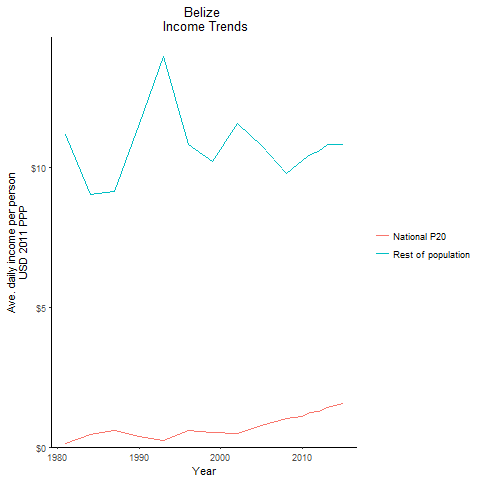 Belize
Income Trends
Ave. daily income per person
USD 2011 PPP
$10
$5
$0
1980
1990
2000
2010
Year
National P20
Rest of population